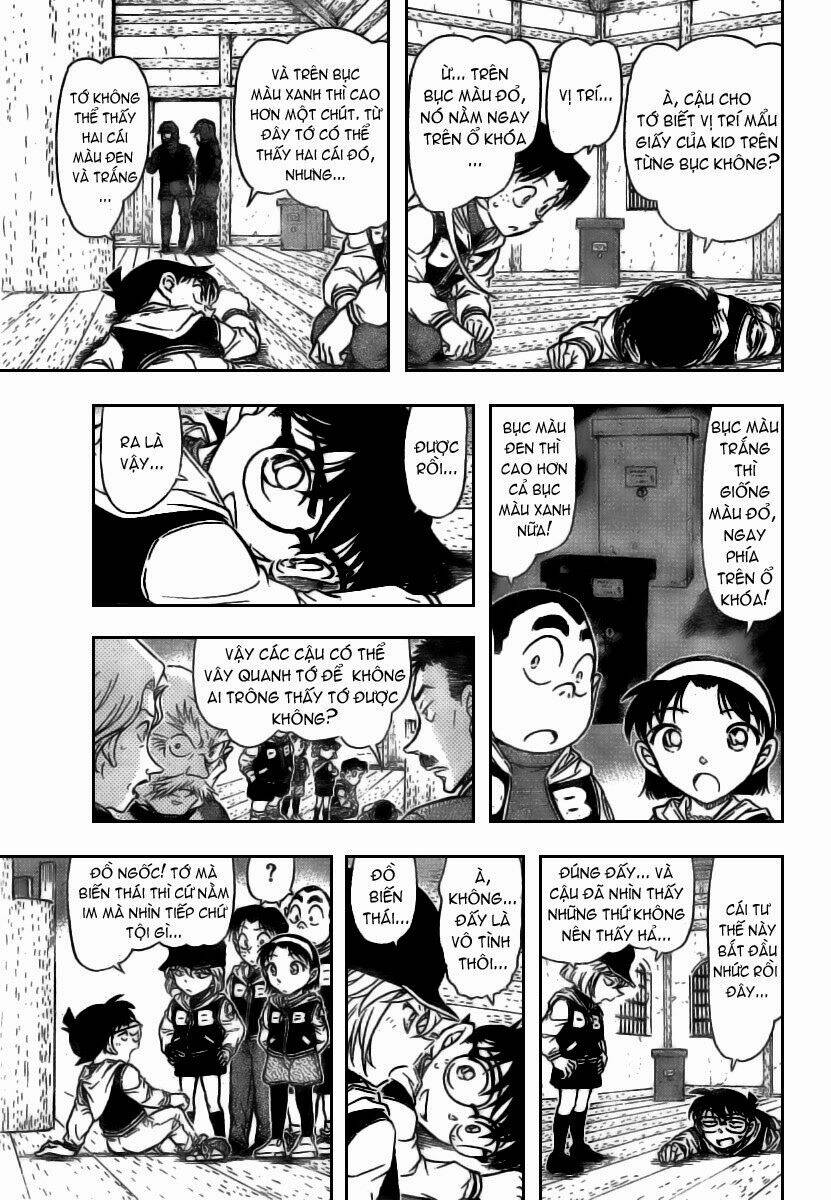 À, CẬU CHO
TỚ BIẾT VỊ TRÍ MẨU
GIẤY CỦA KID TRÊN
TỪNG BỤC KHÔNG?
VỊ TRÍ...
Ừ... TRÊN
BỤC MÀU ĐỎ,
NÓ NẰM NGAY
TRÊN Ổ KHÓA
...
VÀ TRÊN BỤC
MÀU XANH THÌ CAO
HƠN MỘT CHÚT. TỪ
ĐÂY TỚ CÓ THỂ
THẤY HAI CÁI ĐÓ,
NHƯNG...
TỚ KHÔNG
THỂ THẤY
HAI CÁI
MÀU ĐEN
VÀ TRẮNG
...
BỤC MÀU
TRẮNG
THÌ
GIỐNG
MÀU ĐỎ,
NGAY
PHÍA
TRÊN Ổ
KHÓA!
BỤC MÀU
ĐEN THÌ
CAO HƠN
CẢ BỤC
MÀU XANH
NỮA!
ĐƯỢC
RỒI...
RA LÀ
VẬY...
VẬY CÁC CẬU CÓ THỂ
VÂY QUANH TỚ ĐỂ KHÔNG
AI TRÔNG THẤY TỚ ĐƯỢC
KHÔNG?
CÁI TƯ
THẾ NÀY
BẮT ĐẦU
NHỨC RỒI
ĐÂY...
ĐÚNG ĐẤY... VÀ
CẬU ĐÃ NHÌN THẤY
NHỮNG THỨ KHÔNG
NÊN THẤY HẢ...
À,
KHÔNG...
ĐẤY LÀ
VÔ TÌNH
THÔI...
ĐỒ
BIẾN
THÁI...
?
ĐỒ NGỐC! TỚ MÀ
BIẾN THÁI THÌ CỨ NẰM
IM MÀ NHÌN TIẾP CHỨ
TỘI GÌ...
B
B